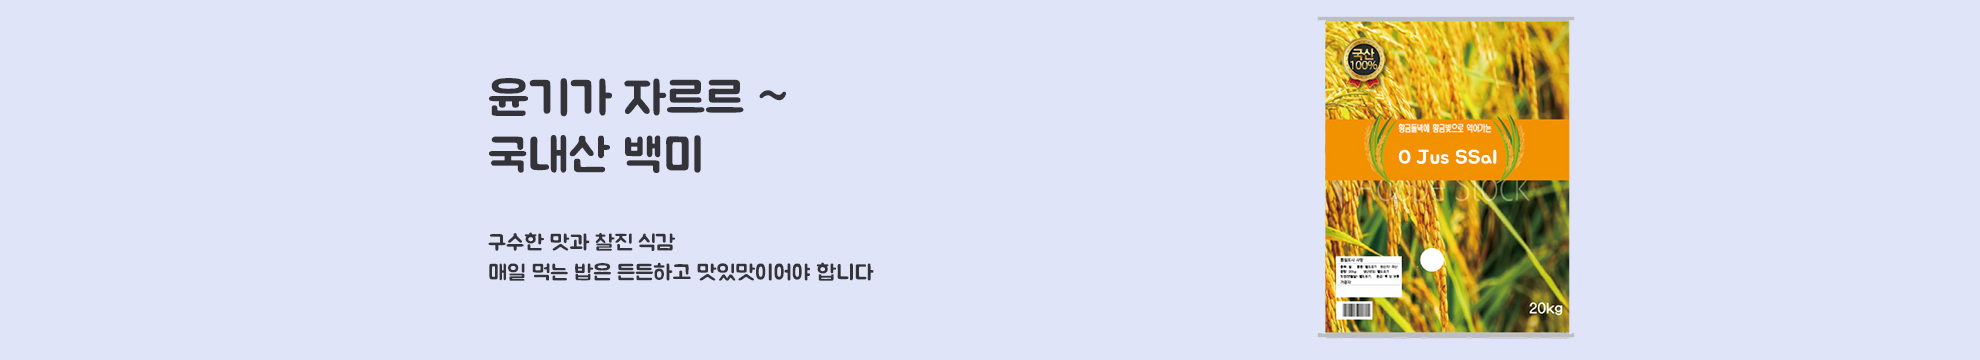 윤기가 자르르 ~
국내산 백미
구수한 맛과 찰진 식감
매일 먹는 밥은 든든하고 맛있맛이어야 합니다
국산
100%
황금들녘에 황금빛으로 익어가는
O Jus SSal
Stock
20kg